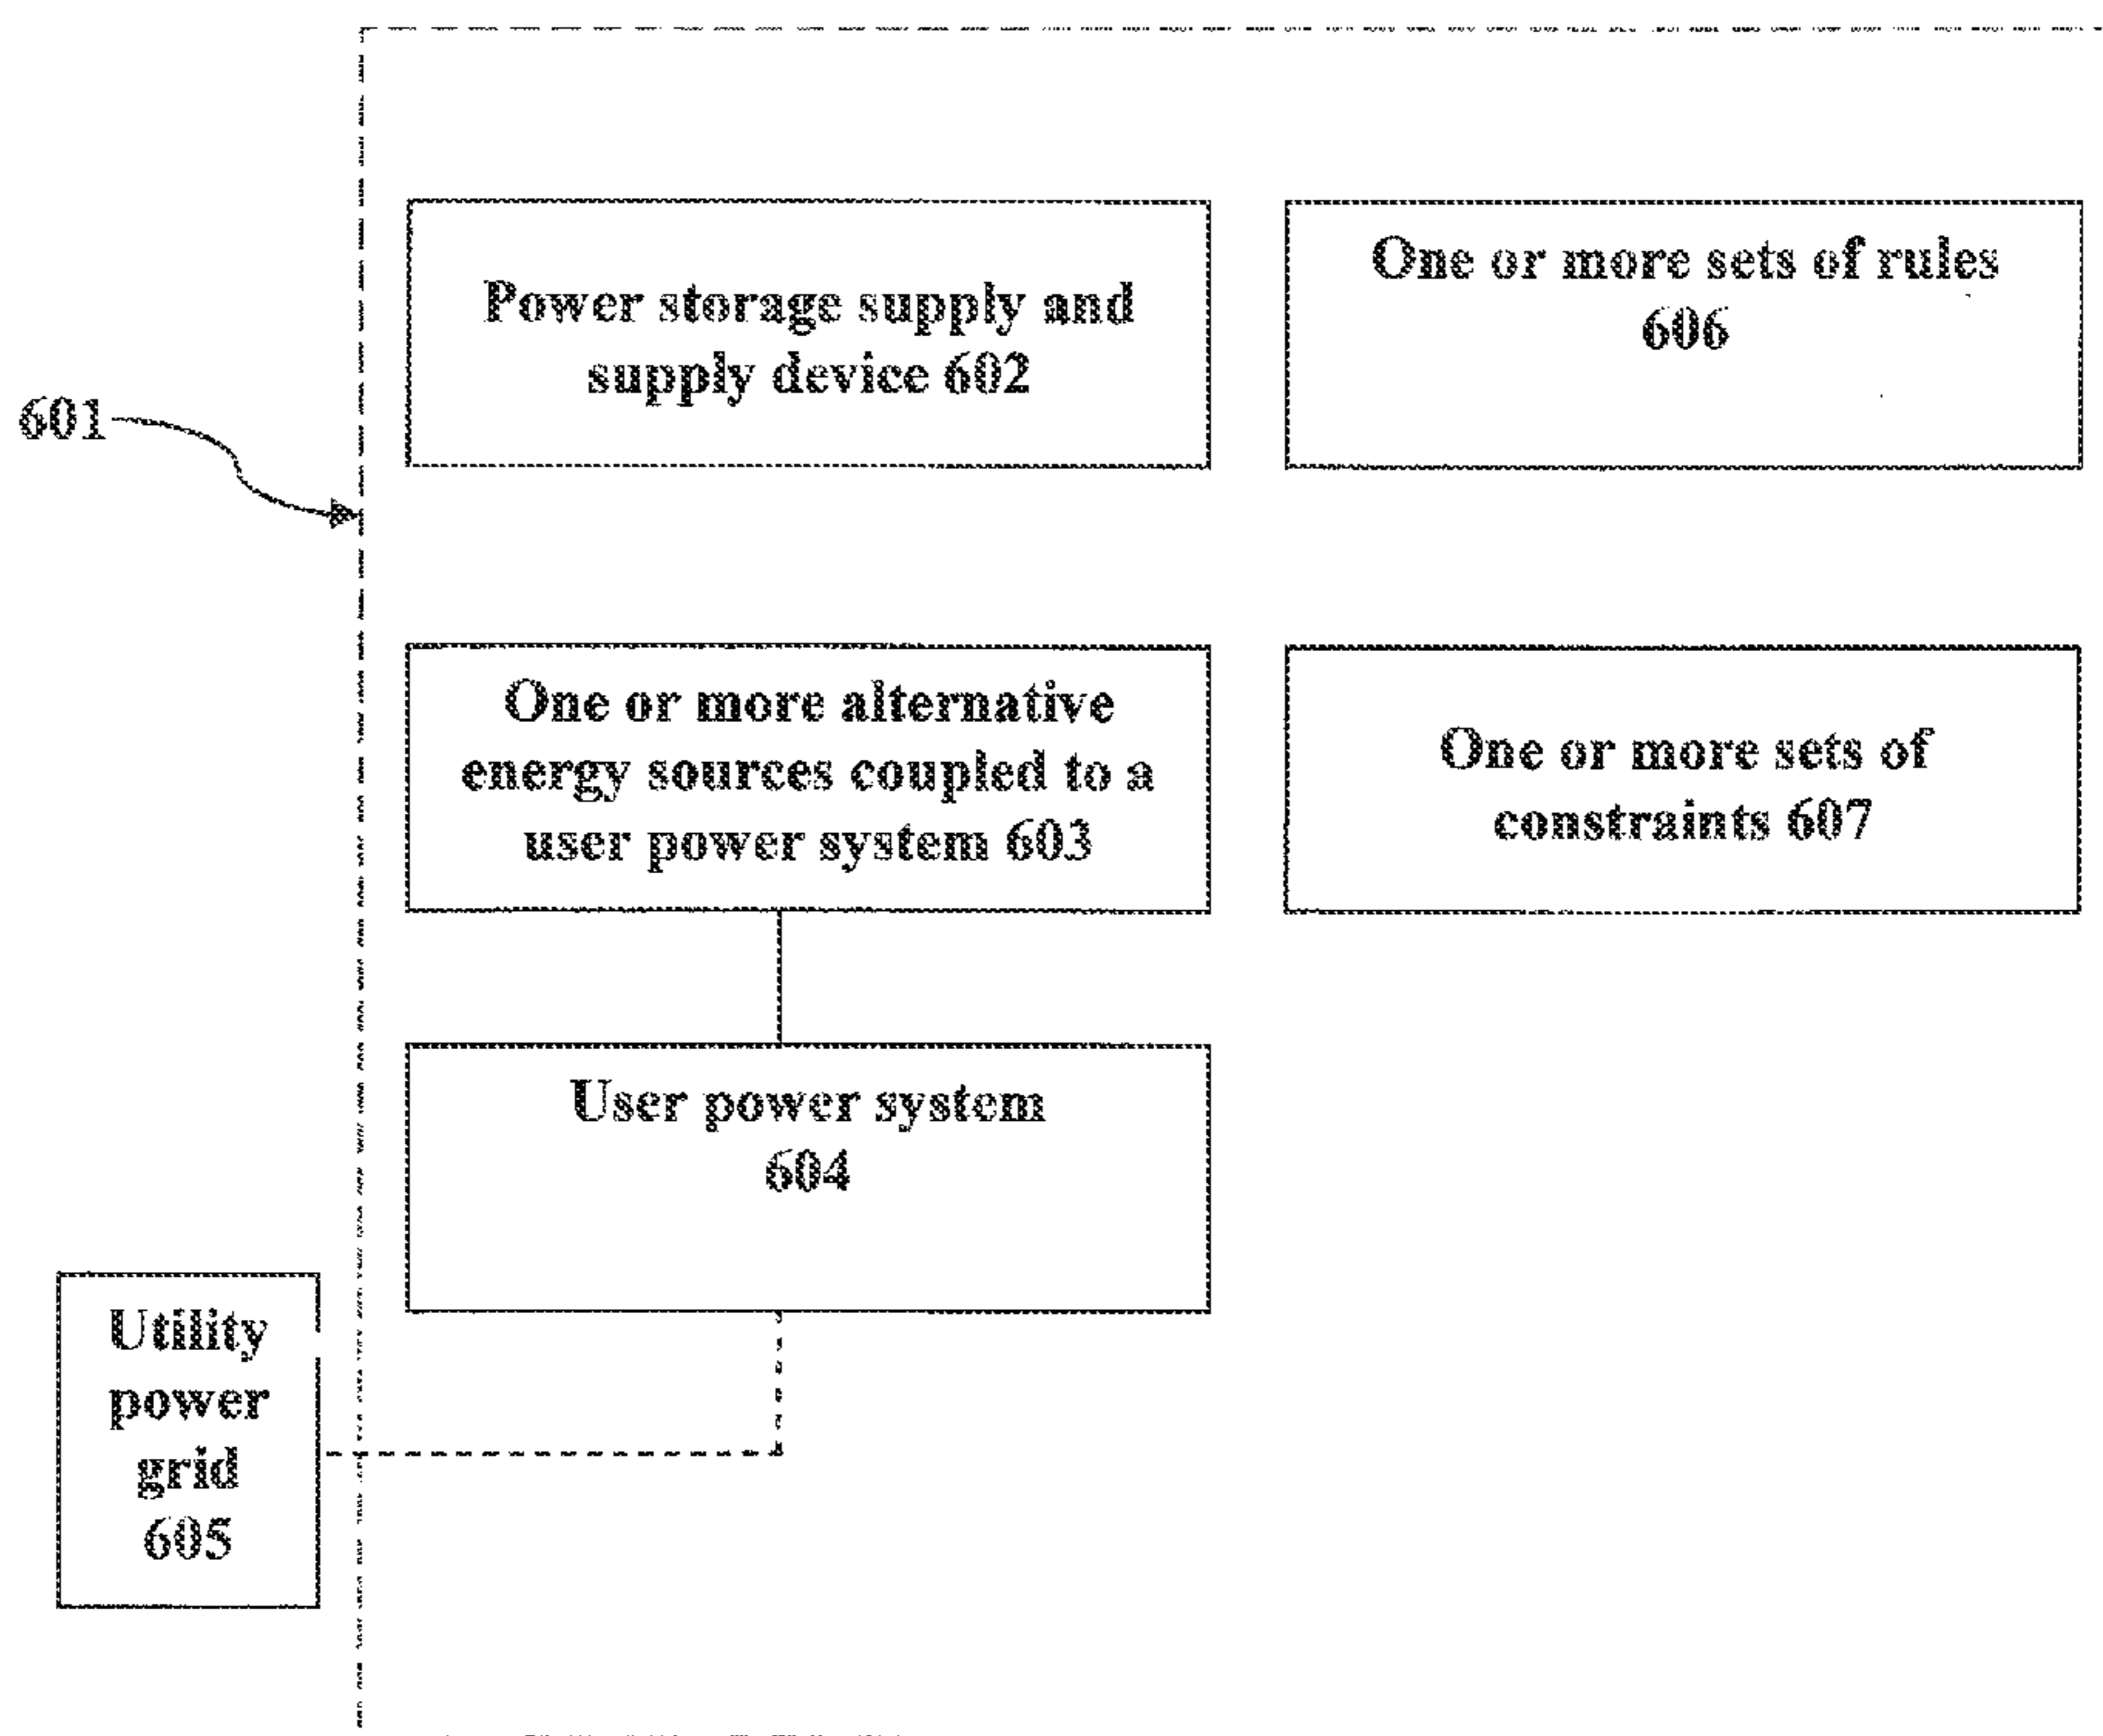 Power storage supply and
supply device 602
One or more sets of rules
606
601
One or more alternative
energy sources coupled to a
user power system 603
One or more sets of
constraints 607
User power system
604
Utility
power
grid
605